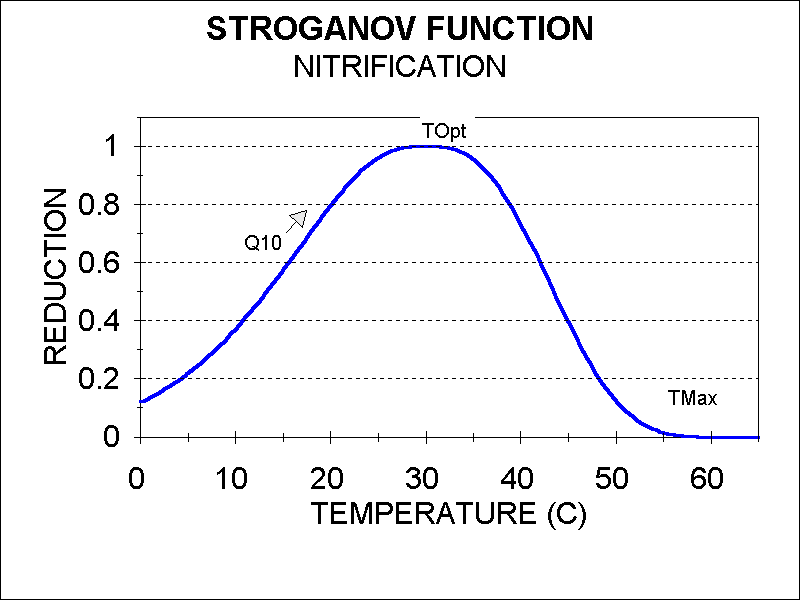 STROGANOV FUNCTION
NITRIFICATION
TOpt
1
0.8
Q10
0.6
0.4
0.2
TMax
0
REDUCTION
0 10 20 30 40 50 60
TEMPERATURE (C)